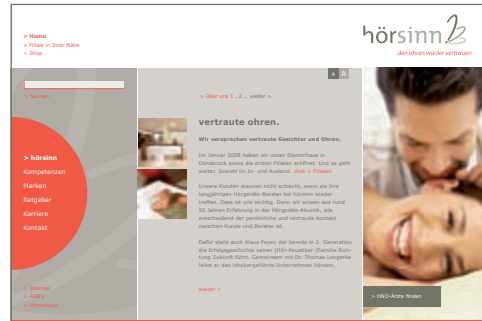 > Home
> Filiale in Ihrer Nähe
> Shop
hörsinn.
den ohren wieder vertrauen
A A
> Suchen
> Über uns 1 . 2 ... weiter >
vertraute ohren.
Wir versprechen vertraute Gesichter und Ohren.
Im Januar 2008 haben wir unser Stammhaus in
Osnabrück sowie die ersten Filialen eröffnet. Und es geht
weiter. Sowohl im In- und Ausland, click > Filialen
Unsere Kunden staunen nicht schlecht, wenn sie ihre
langjährigen Hörgeräte-Berater bei hörsinn wieder
treffen. Dass ist uns wichtig. Denn wir wissen aus rund
50 Jahren Erfahrung in der Hörgeräte-Akustik, wie
entscheidend der persönliche und vertraute Kontakt
zwischen Kunde und Berater ist.
Dafür steht auch Klaus Feyer, der bereits in 2. Generation
die Erfolgsgeschichte seiner (Hör-Akustiker-)Familie Rich-
tung Zukunft führt. Gemeinsam mit Dr. Thomas Lengerke
leitet er das inhabergeführte Unternehmen hörsinn.
weiter >
> hörsinn
Kompetenzen
Marken
Ratgeber
Karriere
Kontakt
> Sitemap
> AGBs
> Impressum
> HNO-Ärzte finden